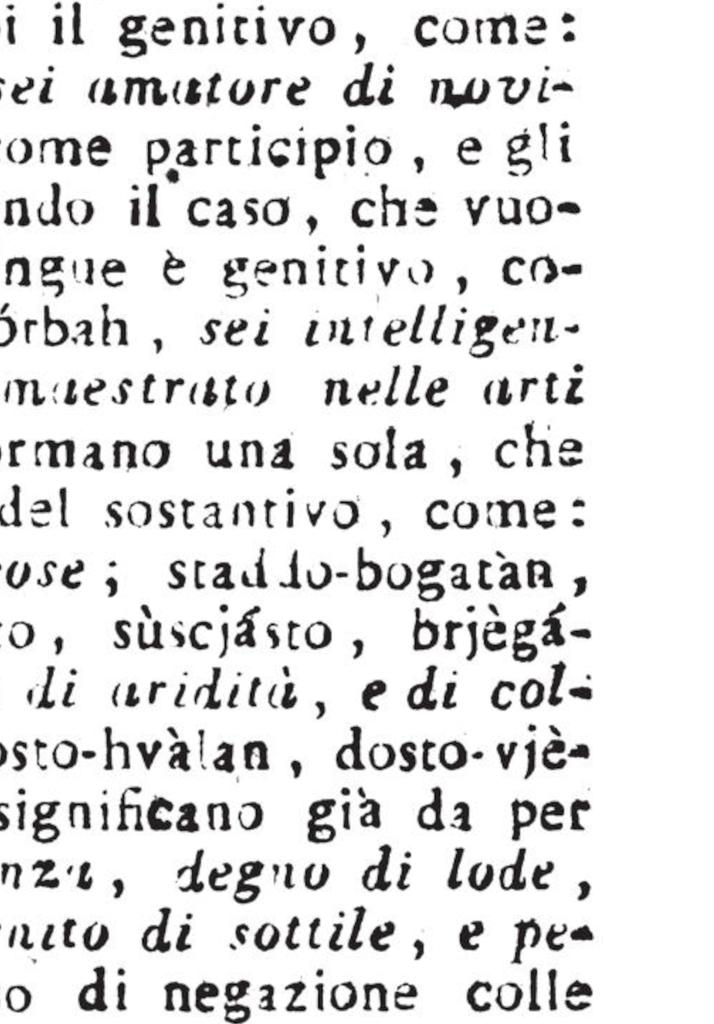 i il genitivo, come:
sei amatore di novi-
ome participio, e gli
ndo il caso, che vuo-
ngue è genitivo, co-
órbah, sei intelligen-
maestrato nelle arti
ormano una sola, che
del sostantivo, come:
ose; staddo-bogatàn,
to, sùscjásto, brjègá-
di aridità, e di col-
osto-hvàlan, dosto-vjè-
significano già da per
nza, degno di lode,
nito di sottile, e pe-
o di negazione colle